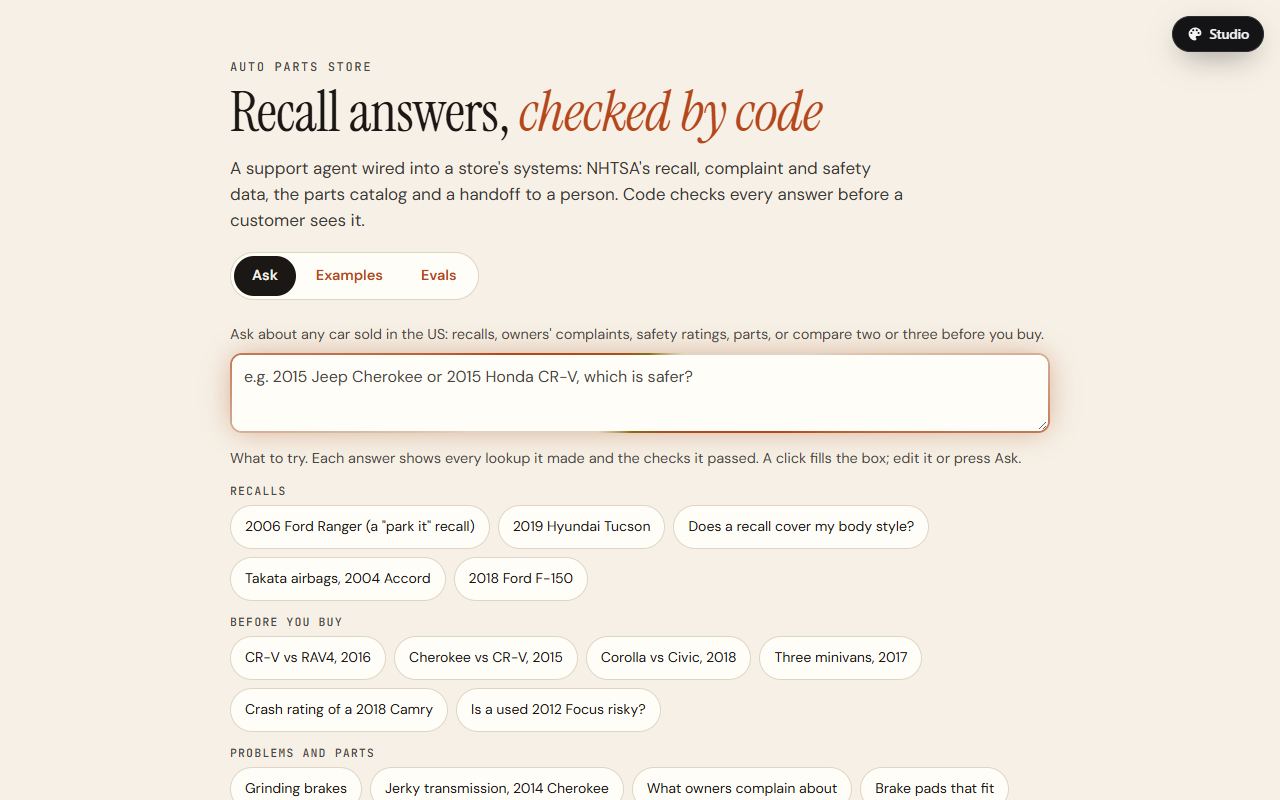 Studio
AUTO PARTS STORE
Recall answers, checked by code
A support agent wired into a store's systems: NHTSA's recall, complaint and safety
data, the parts catalog and a handoff to a person. Code checks every answer before a
customer sees it.
Ask Examples Evals
Ask about any car sold in the US: recalls, owners' complaints, safety ratings, parts, or compare two or three before you buy.
e.g. 2015 Jeep Cherokee or 2015 Honda CR-V, which is safer?
What to try. Each answer shows every lookup it made and the checks it passed. A click fills the box; edit it or press Ask.
RECALLS
2006 Ford Ranger (a "park it" recall) 2019 Hyundai Tucson Does a recall cover my body style?
Takata airbags, 2004 Accord 2018 Ford F-150
BEFORE YOU BUY
CR-V vs RAV4, 2016 Cherokee vs CR-V, 2015 Corolla vs Civic, 2018 Three minivans, 2017
Crash rating of a 2018 Camry Is a used 2012 Focus risky?
PROBLEMS AND PARTS
Grinding brakes Jerky transmission, 2014 Cherokee What owners complain about Brake pads that fit